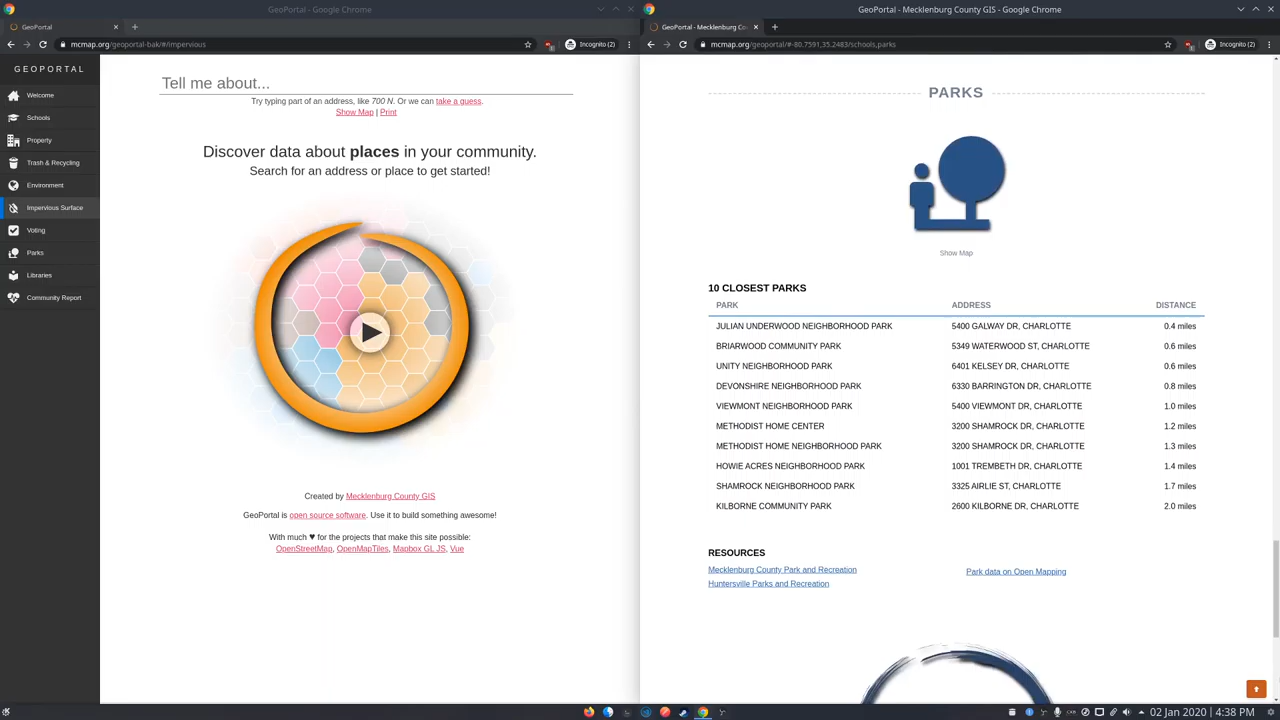 GeoPortal - Google Chrome
GeoPortal
mcmap.org/geoportal-bak/#/impervious
Incognito (2)
GEOPORTAL
Welcome
Schools
Property
Trash & Recycling
Environment
Impervious Surface
Voting
Parks
Libraries
Community Report
Tell me about...
Try typing part of an address, like 700 N. Or we can take a guess.
Show Map | Print
Discover data about places in your community.
Search for an address or place to get started!
Created by Mecklenburg County GIS
GeoPortal is open source software. Use it to build something awesome!
With much ♥ for the projects that make this site possible:
OpenStreetMap, OpenMapTiles, Mapbox GL JS, Vue
GeoPortal - Mecklenburg County GIS - Google Chrome
GeoPortal - Mecklenburg Co
mcmap.org/geoportal/#-80.7591,35.2483/schools,parks
Incognito (2)
PARKS
Show Map
10 CLOSEST PARKS
PARK ADDRESS DISTANCE
JULIAN UNDERWOOD NEIGHBORHOOD PARK 5400 GALWAY DR, CHARLOTTE 0.4 miles
BRIARWOOD COMMUNITY PARK 5349 WATERWOOD ST, CHARLOTTE 0.6 miles
UNITY NEIGHBORHOOD PARK 6401 KELSEY DR, CHARLOTTE 0.6 miles
DEVONSHIRE NEIGHBORHOOD PARK 6330 BARRINGTON DR, CHARLOTTE 0.8 miles
VIEWMONT NEIGHBORHOOD PARK 5400 VIEWMONT DR, CHARLOTTE 1.0 miles
METHODIST HOME CENTER 3200 SHAMROCK DR, CHARLOTTE 1.2 miles
METHODIST HOME NEIGHBORHOOD PARK 3200 SHAMROCK DR, CHARLOTTE 1.3 miles
HOWIE ACRES NEIGHBORHOOD PARK 1001 TREMBETH DR, CHARLOTTE 1.4 miles
SHAMROCK NEIGHBORHOOD PARK 3325 AIRLIE ST, CHARLOTTE 1.7 miles
KILBORNE COMMUNITY PARK 2600 KILBORNE DR, CHARLOTTE 2.0 miles
RESOURCES
Mecklenburg County Park and Recreation
Park data on Open Mapping
Huntersville Parks and Recreation
02 Jan 2020 | 4:38 PM